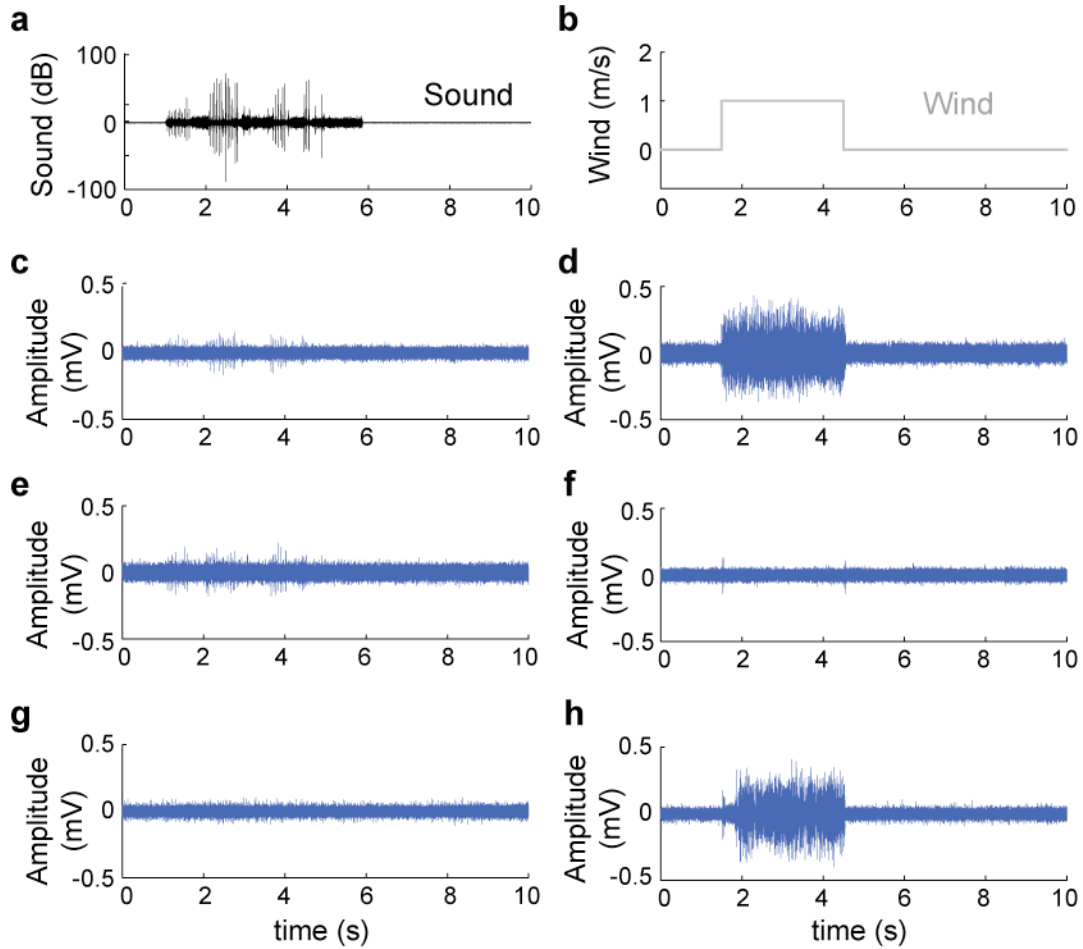 a
Sound (dB)
100
0
-100
Sound
0 2 4 6 8 10
b
Wind (m/s)
2
1
0
Wind
0 2 4 6 8 10
c
Amplitude
(mV)
0.5
0
-0.5
0 2 4 6 8 10
d
Amplitude
(mV)
0.5
0
-0.5
0 2 4 6 8 10
e
Amplitude
(mV)
0.5
0
-0.5
0 2 4 6 8 10
f
Amplitude
(mV)
0.5
0
-0.5
0 2 4 6 8 10
g
Amplitude
(mV)
0.5
0
-0.5
0 2 4 6 8 10
time (s)
h
Amplitude
(mV)
0.5
0
-0.5
0 2 4 6 8 10
time (s)